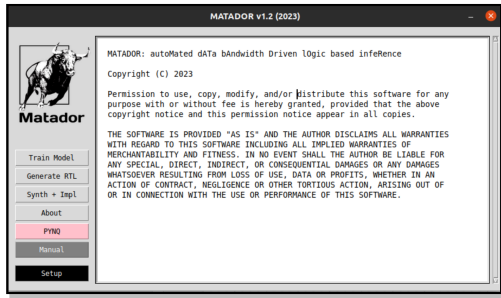 MATADOR v1.2 (2023)
MATADOR: autoMated dATa bAndwidth Driven lOgic based infeRence
Copyright (C) 2023
Permission to use, copy, modify, and/or distribute this software for any
purpose with or without fee is hereby granted, provided that the above
copyright notice and this permission notice appear in all copies.
THE SOFTWARE IS PROVIDED "AS IS" AND THE AUTHOR DISCLAIMS ALL WARRANTIES
WITH REGARD TO THIS SOFTWARE INCLUDING ALL IMPLIED WARRANTIES OF
MERCHANTABILITY AND FITNESS. IN NO EVENT SHALL THE AUTHOR BE LIABLE FOR
ANY SPECIAL, DIRECT, INDIRECT, OR CONSEQUENTIAL DAMAGES OR ANY DAMAGES
WHATSOEVER RESULTING FROM LOSS OF USE, DATA OR PROFITS, WHETHER IN AN
ACTION OF CONTRACT, NEGLIGENCE OR OTHER TORTIOUS ACTION, ARISING OUT OF
OR IN CONNECTION WITH THE USE OR PERFORMANCE OF THIS SOFTWARE.
Matador
Train Model
Generate RTL
Synth + Impl
About
PYNQ
Manual
Setup